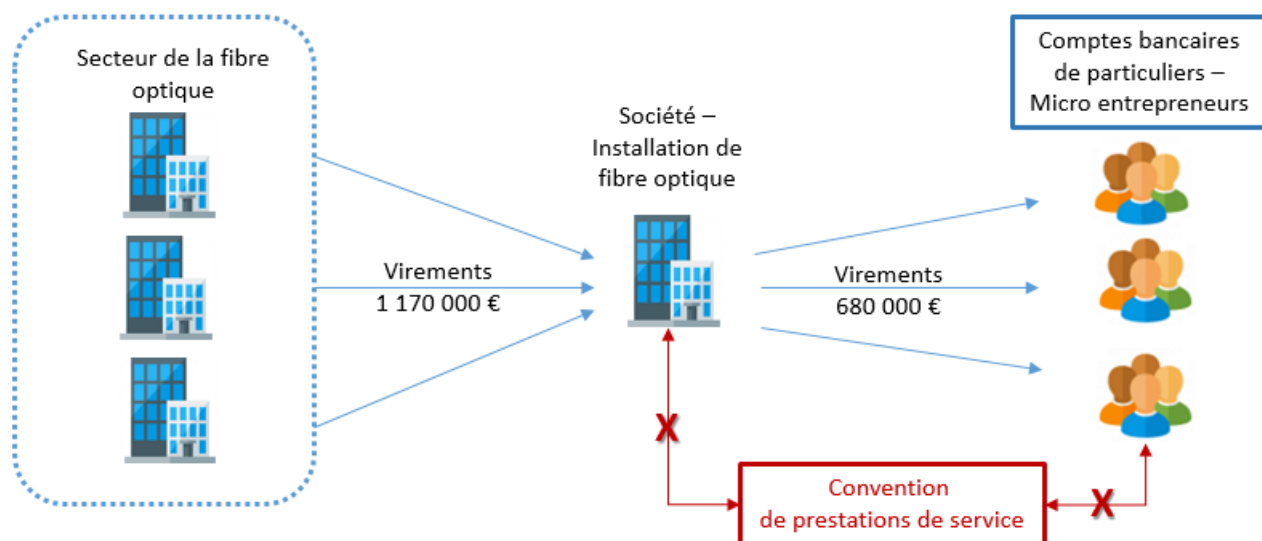 Secteur de la fibre
optique
Société –
Installation de
fibre optique
Comptes bancaires
de particuliers –
Micro entrepreneurs
Virements
1 170 000 €
Virements
680 000 €
X
X
Convention
de prestations de service